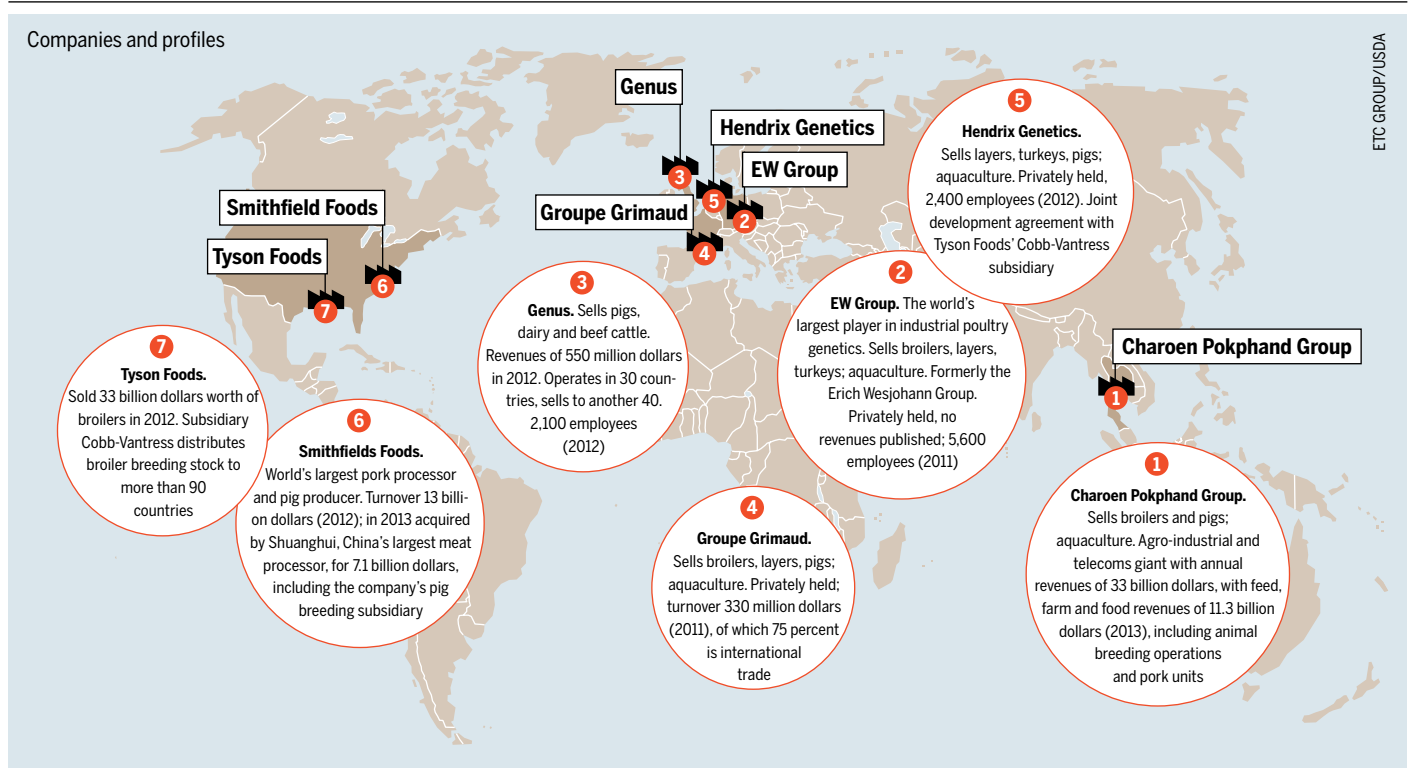 Companies and profiles
ETC GROUP/USDA
Genus
Hendrix Genetics
EW Group
Groupe Grimaud
Smithfield Foods
Tyson Foods
Charoen Pokphand Group
3
5
2
4
6
7
1
5
Hendrix Genetics.
Sells layers, turkeys, pigs;
aquaculture. Privately held,
2,400 employees (2012). Joint
development agreement with
Tyson Foods' Cobb-Vantress
subsidiary
2
EW Group. The world's
largest player in industrial poultry
genetics. Sells broilers, layers,
turkeys; aquaculture. Formerly the
Erich Wesjohann Group.
Privately held, no
revenues published; 5,600
employees (2011)
3
Genus. Sells pigs,
dairy and beef cattle.
Revenues of 550 million dollars
in 2012. Operates in 30 coun-
tries, sells to another 40.
2,100 employees
(2012)
7
Tyson Foods.
Sold 33 billion dollars worth of
broilers in 2012. Subsidiary
Cobb-Vantress distributes
broiler breeding stock to
more than 90
countries
6
Smithfields Foods.
World's largest pork processor
and pig producer. Turnover 13 billi-
on dollars (2012); in 2013 acquired
by Shuanghui, China's largest meat
processor, for 7.1 billion dollars,
including the company's pig
breeding subsidiary
4
Groupe Grimaud.
Sells broilers, layers, pigs;
aquaculture. Privately held;
turnover 330 million dollars
(2011), of which 75 percent
is international
trade
1
Charoen Pokphand Group.
Sells broilers and pigs;
aquaculture. Agro-industrial and
telecoms giant with annual
revenues of 33 billion dollars, with feed,
farm and food revenues of 11.3 billion
dollars (2013), including animal
breeding operations
and pork units